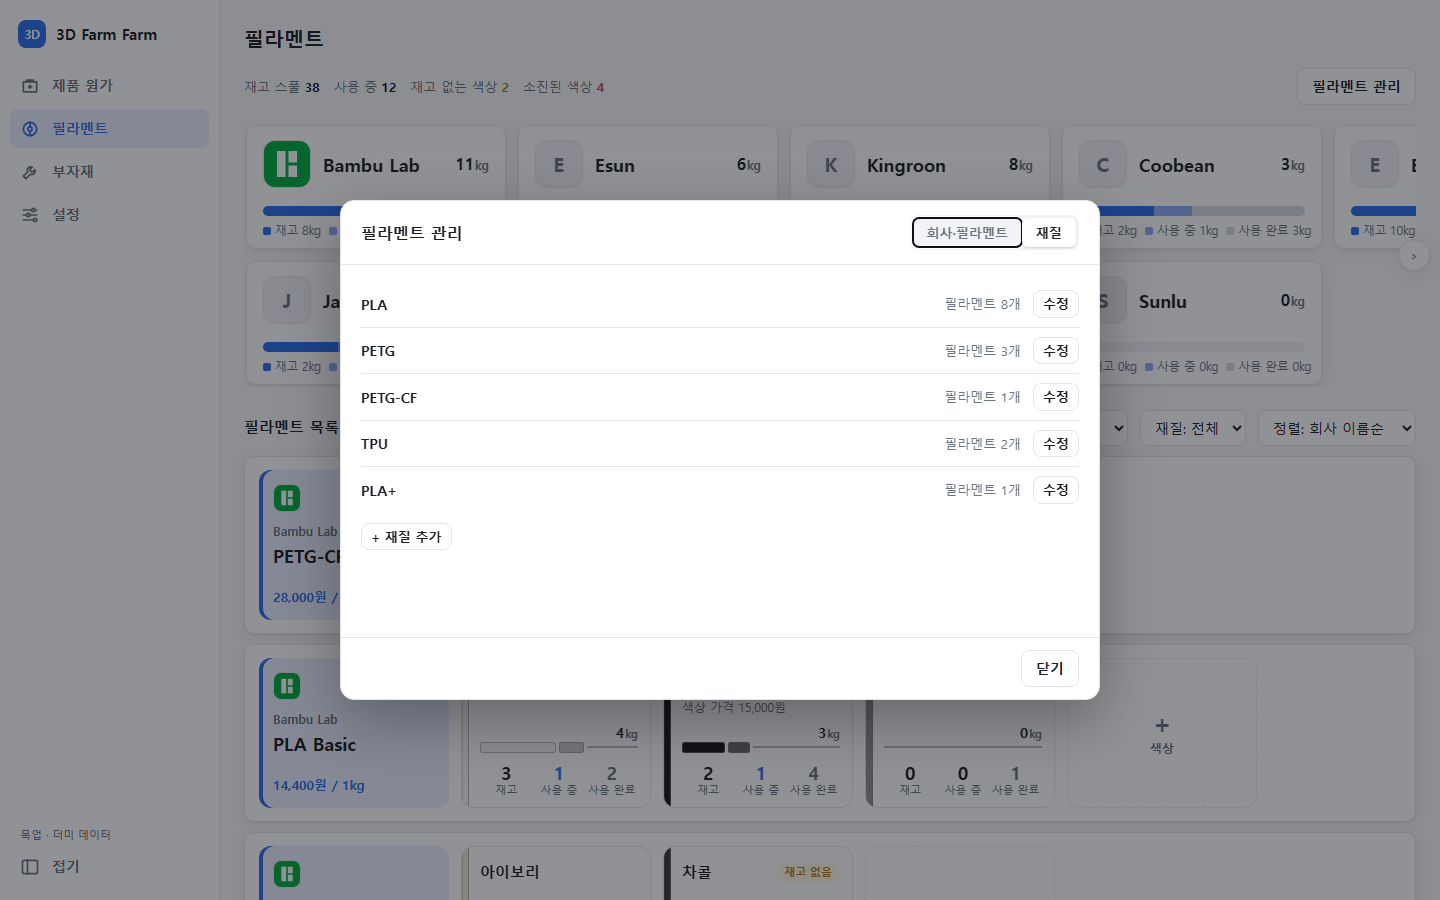 3D 3D Farm Farm
제품 원가
필라멘트
부자재
설정
목업 · 더미 데이터
접기
필라멘트
재고 스풀 38 사용 중 12 재고 없는 색상 2 소진된 색상 4
필라멘트 관리
Bambu Lab 11kg
재고 8kg
E Esun 6kg
K Kingroon 8kg
C Coobean 3kg
2kg 사용 중 1kg 사용 완료 3kg
E
재고 10kg
›
J Ja
재고 2kg
S Sunlu 0kg
고 0kg 사용 중 0kg 사용 완료 0kg
필라멘트 목록
재질: 전체
정렬: 회사 이름순
필라멘트 관리
회사·필라멘트 재질
PLA 필라멘트 8개 수정
PETG 필라멘트 3개 수정
PETG-CF 필라멘트 1개 수정
TPU 필라멘트 2개 수정
PLA+ 필라멘트 1개 수정
+ 재질 추가
닫기
Bambu Lab
PETG-CF
28,000원 /
Bambu Lab
PLA Basic
14,400원 / 1kg
4kg
3 1 2
재고 사용 중 사용 완료
색상 가격 15,000원
3kg
2 1 4
재고 사용 중 사용 완료
0kg
0 0 1
재고 사용 중 사용 완료
+
색상
아이보리
차콜 재고 없음